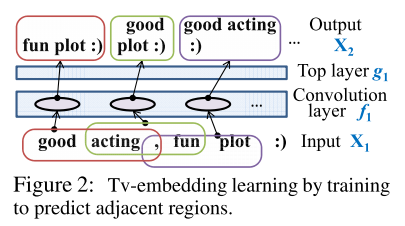 good Output
fun plot :) plot :) good acting :) ... X₂
Top layer g₁
Convolution
... layer f₁
good acting , fun plot :) Input X₁
Figure 2: Tv-embedding learning by training
to predict adjacent regions.